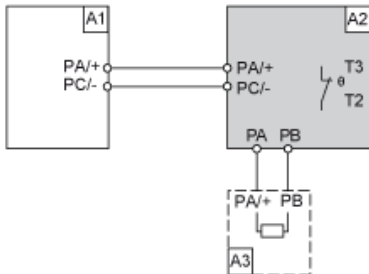 A1
A2
PA/+
PC/-
PA/+
PC/-
T3
θ
T2
PA PB
PA/+ PB
A3